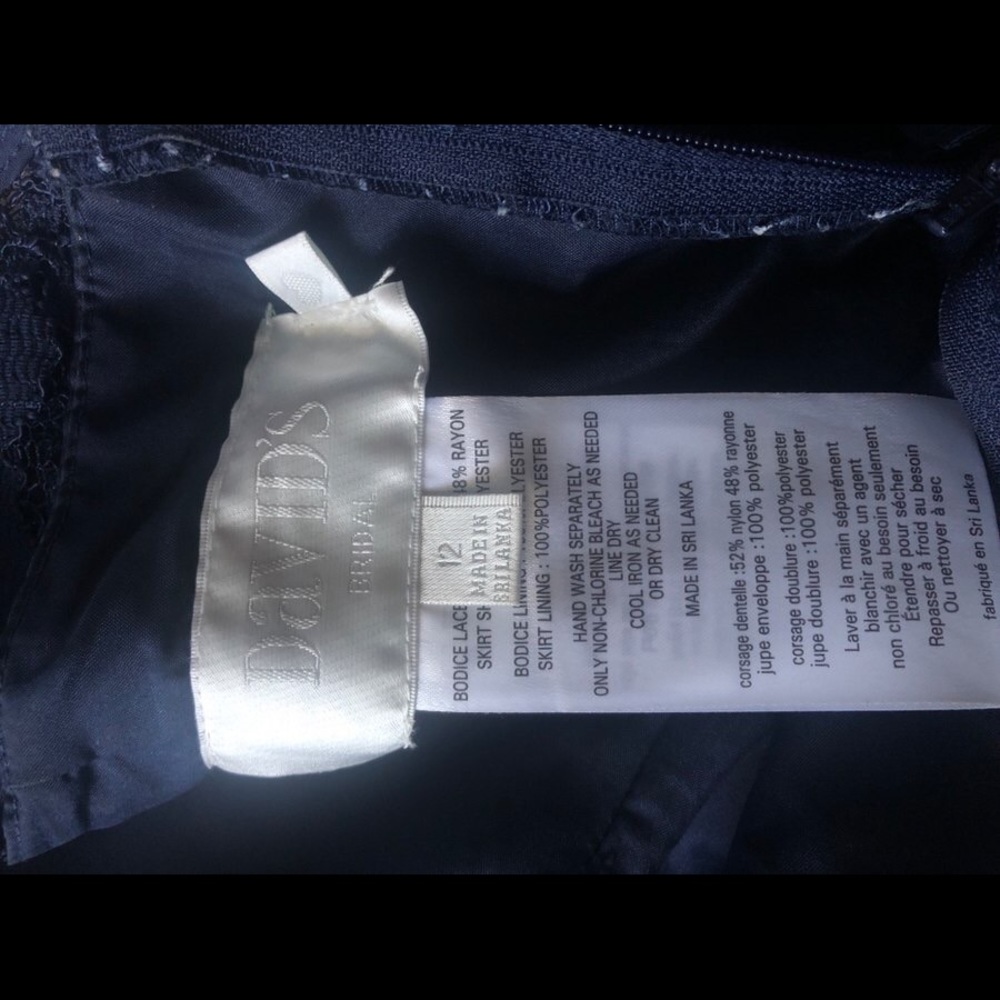 DAVID'S
BRIDAL
12
MADE IN
SRI LANKA
BODICE LACE 48% RAYON
SKIRT
BODICE
SKIRT LINING : 100%POLYESTER
HAND WASH SEPARATELY
ONLY NON-CHLORINE BLEACH AS NEEDED
LINE DRY
COOL IRON AS NEEDED
OR DRY CLEAN
MADE IN SRI LANKA
corsage dentelle :52% nylon 48% rayonne
jupe enveloppe :100% polyester
corsage doublure :100%polyester
jupe doublure :100% polyester
Laver à la main séparément
blanchir avec un agent
non chloré au besoin seulement
Étendre pour sécher
Repasser à froid au besoin
Ou nettoyer à sec
fabriqué en Sri Lanka